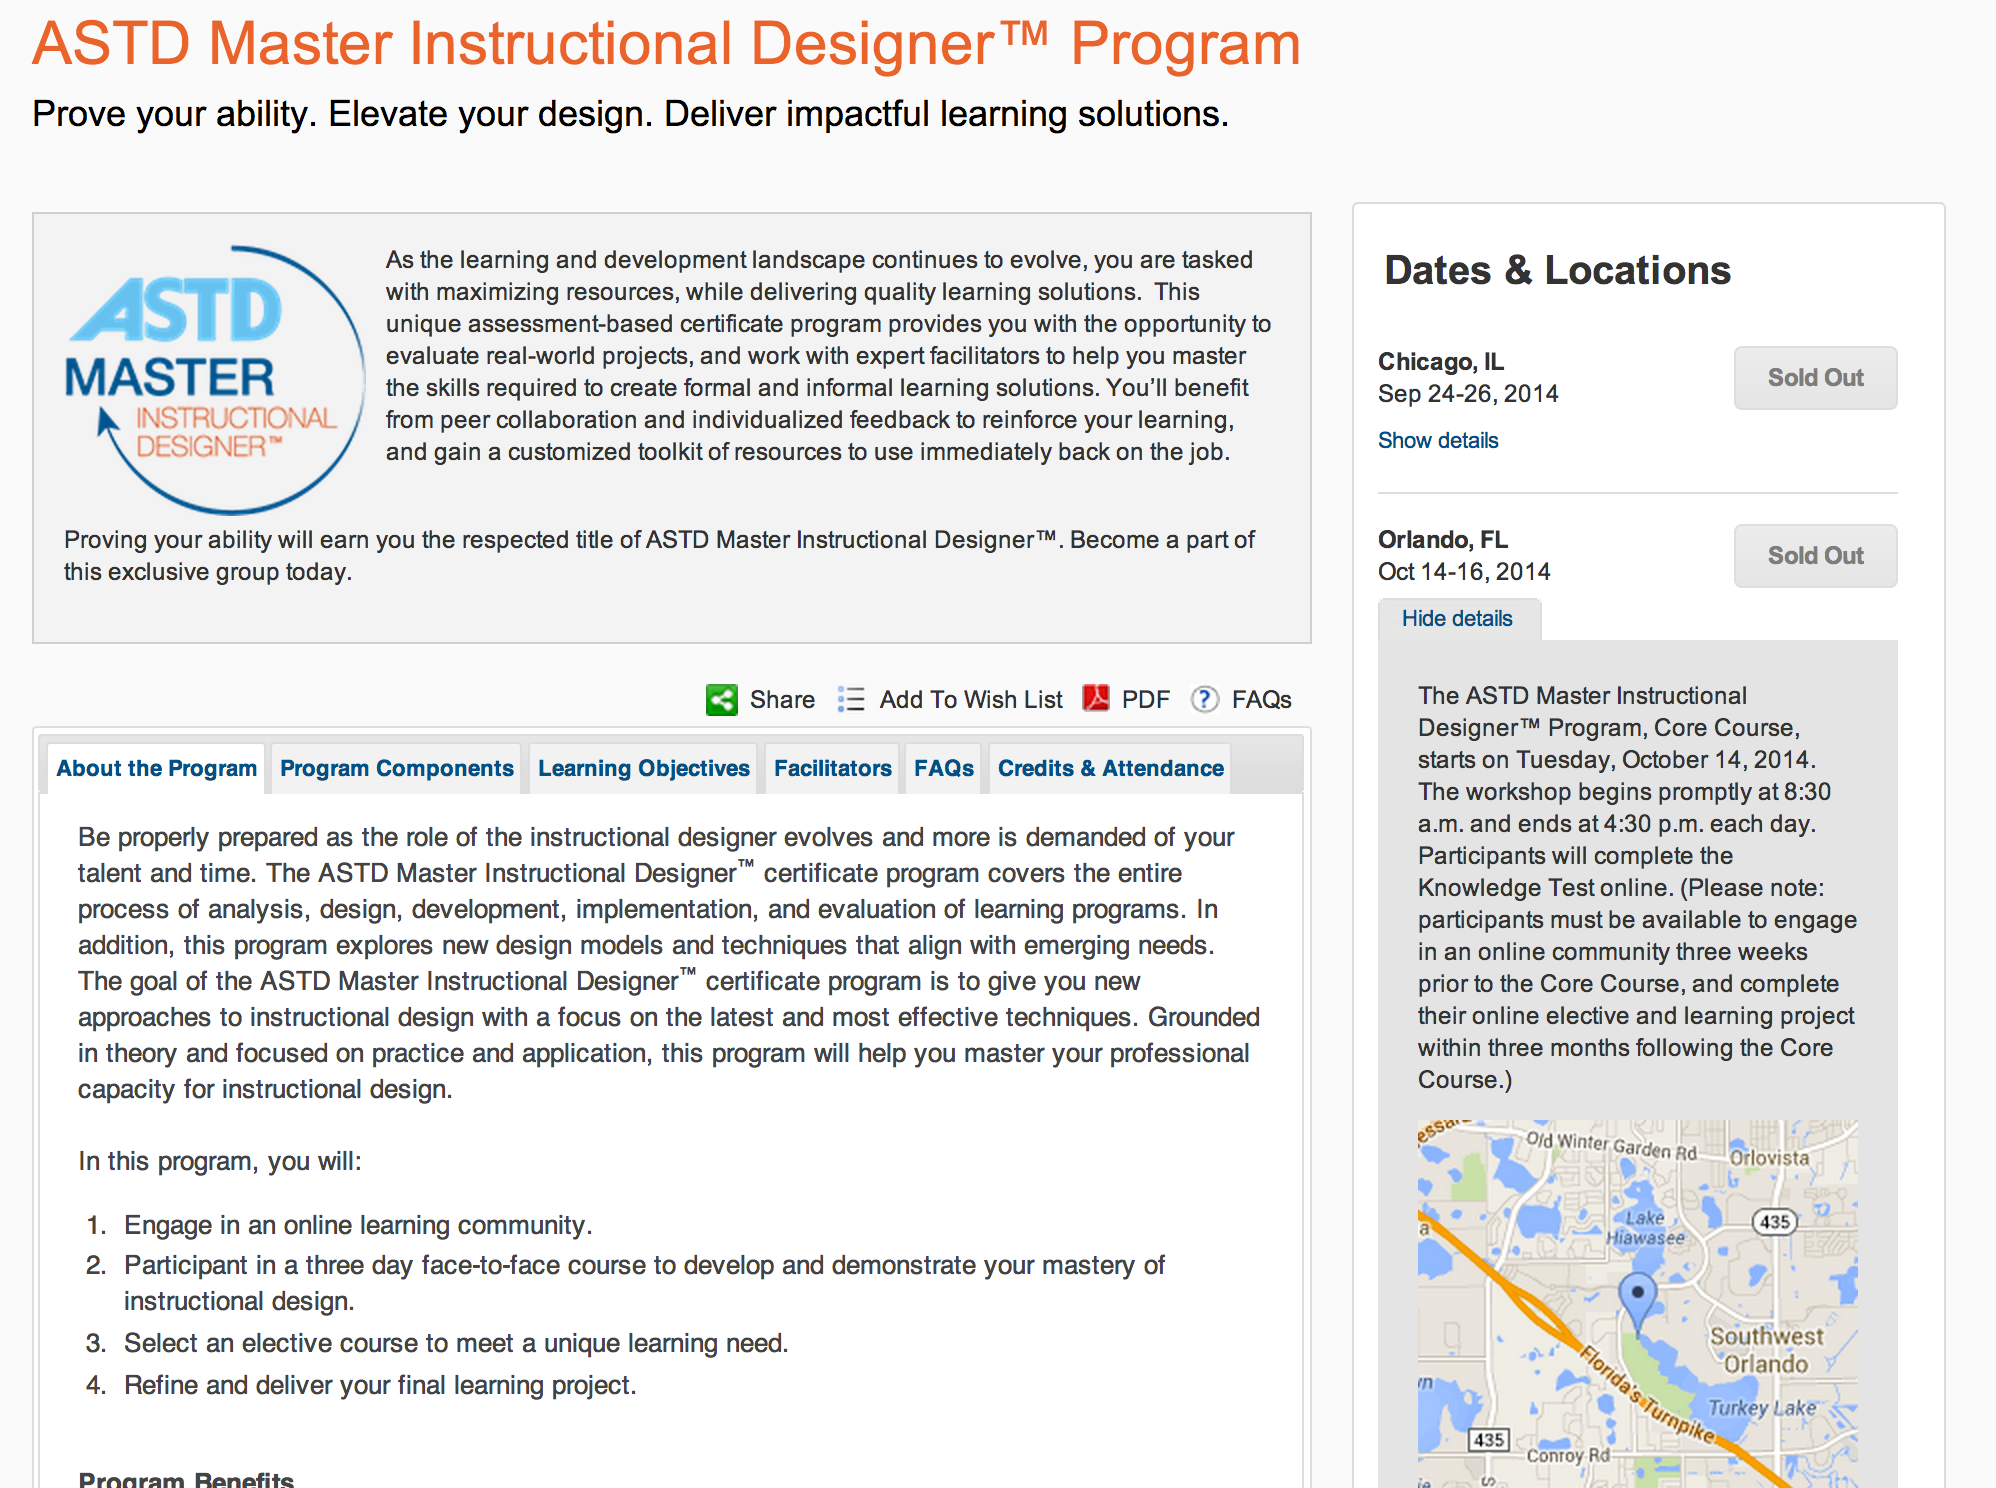 ASTD Master Instructional Designer™ Program
Prove your ability. Elevate your design. Deliver impactful learning solutions.
ASTD
MASTER
INSTRUCTIONAL
DESIGNER™
As the learning and development landscape continues to evolve, you are tasked
with maximizing resources, while delivering quality learning solutions. This
unique assessment-based certificate program provides you with the opportunity to
evaluate real-world projects, and work with expert facilitators to help you master
the skills required to create formal and informal learning solutions. You'll benefit
from peer collaboration and individualized feedback to reinforce your learning,
and gain a customized toolkit of resources to use immediately back on the job.
Proving your ability will earn you the respected title of ASTD Master Instructional Designer™. Become a part of
this exclusive group today.
Share Add To Wish List PDF ? FAQs
About the Program Program Components Learning Objectives Facilitators FAQs Credits & Attendance
Be properly prepared as the role of the instructional designer evolves and more is demanded of your
talent and time. The ASTD Master Instructional Designer™ certificate program covers the entire
process of analysis, design, development, implementation, and evaluation of learning programs. In
addition, this program explores new design models and techniques that align with emerging needs.
The goal of the ASTD Master Instructional Designer™ certificate program is to give you new
approaches to instructional design with a focus on the latest and most effective techniques. Grounded
in theory and focused on practice and application, this program will help you master your professional
capacity for instructional design.
In this program, you will:
1. Engage in an online learning community.
2. Participant in a three day face-to-face course to develop and demonstrate your mastery of
instructional design.
3. Select an elective course to meet a unique learning need.
4. Refine and deliver your final learning project.
Program Benefits
Dates & Locations
Chicago, IL
Sep 24-26, 2014
Sold Out
Show details
Orlando, FL
Oct 14-16, 2014
Sold Out
Hide details
The ASTD Master Instructional
Designer™ Program, Core Course,
starts on Tuesday, October 14, 2014.
The workshop begins promptly at 8:30
a.m. and ends at 4:30 p.m. each day.
Participants will complete the
Knowledge Test online. (Please note:
participants must be available to engage
in an online community three weeks
prior to the Core Course, and complete
their online elective and learning project
within three months following the Core
Course.)
Old Winter Garden Rd
Orlovista
Lake
Hiawasee
435
Southwest
Orlando
Florida's Turnpike
Turkey Lake
435
Conroy Rd